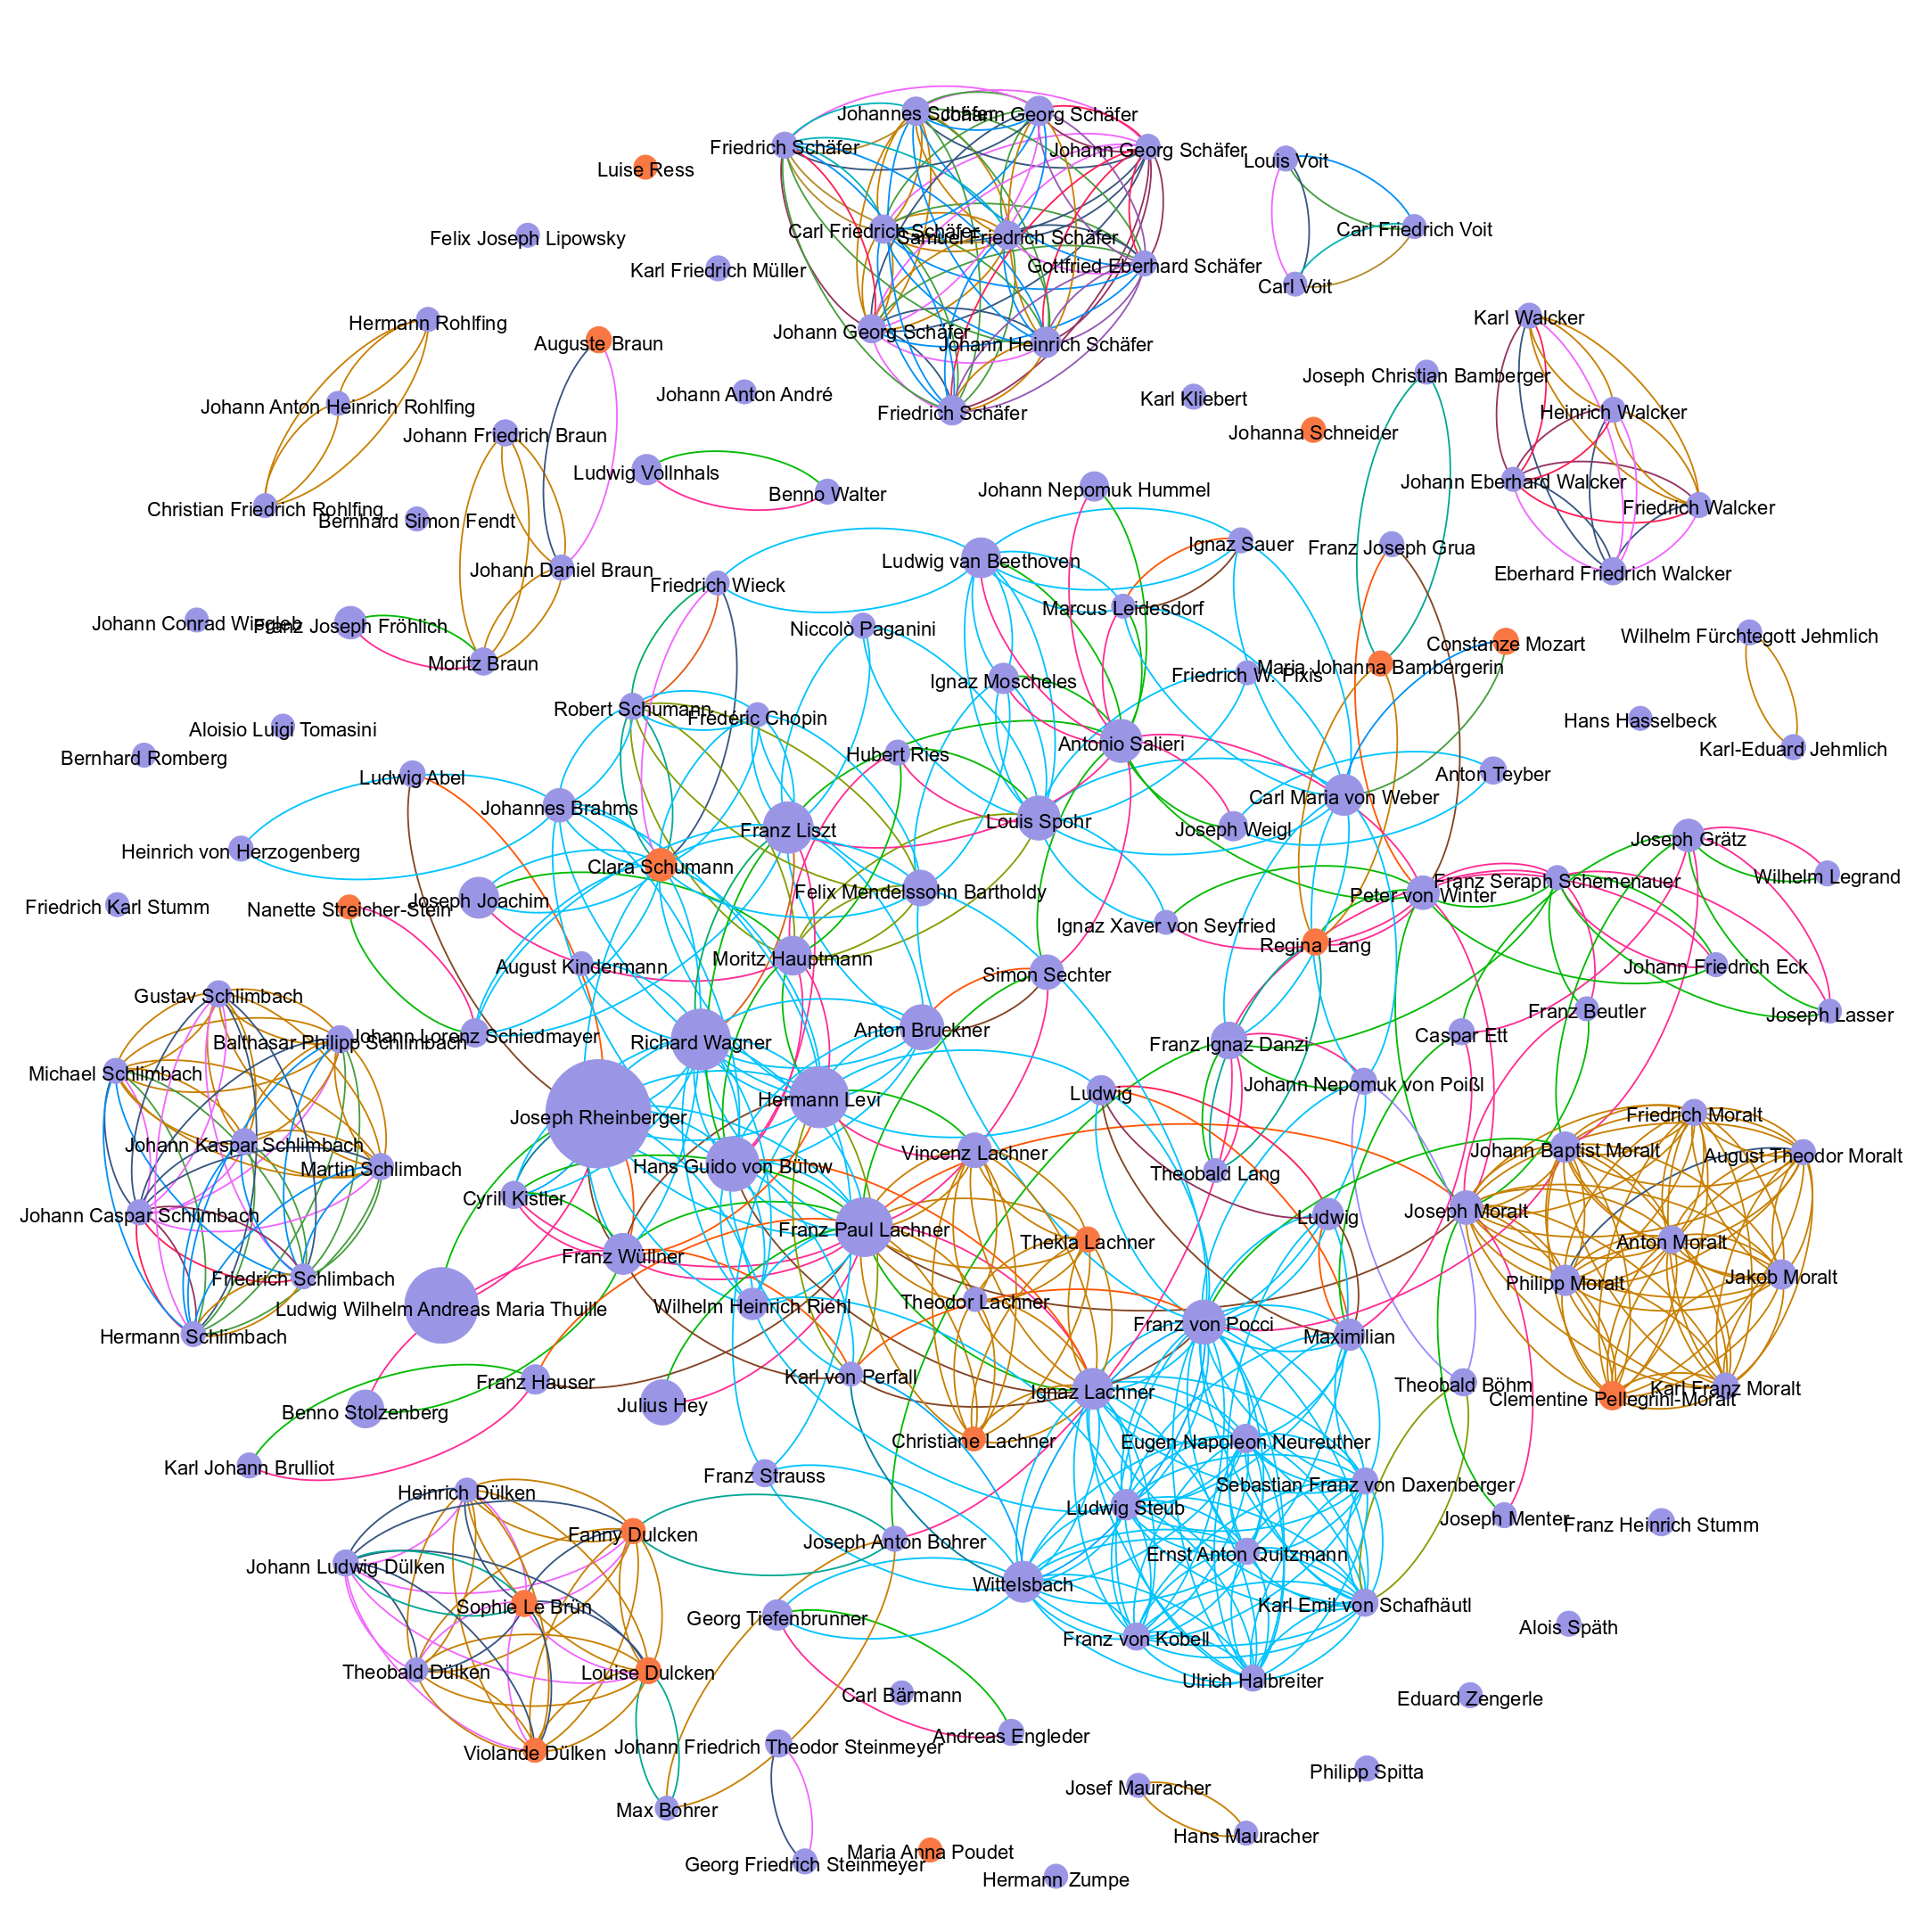 Johannes Schäfer
Johann Georg Schäfer
Friedrich Schäfer
Johann Georg Schäfer
Louis Voit
Luise Ress
Carl Friedrich Schäfer
Samuel Friedrich Schäfer
Carl Friedrich Voit
Felix Joseph Lipowsky
Karl Friedrich Müller
Gottfried Eberhard Schäfer
Carl Voit
Hermann Rohlfing
Karl Walcker
Auguste Braun
Johann Georg Schäfer
Johann Heinrich Schäfer
Joseph Christian Bamberger
Johann Anton André
Karl Kliebert
Johann Anton Heinrich Rohlfing
Friedrich Schäfer
Heinrich Walcker
Johann Friedrich Braun
Johanna Schneider
Ludwig Vollnhals
Benno Walter
Johann Nepomuk Hummel
Johann Eberhard Walcker
Christian Friedrich Rohlfing
Bernhard Simon Fendt
Friedrich Walcker
Ludwig van Beethoven
Ignaz Sauer
Franz Joseph Grua
Johann Daniel Braun
Friedrich Wieck
Eberhard Friedrich Walcker
Marcus Leidesdorf
Johann Conrad Wiegleb
Franz Joseph Fröhlich
Niccolò Paganini
Constanze Mozart
Wilhelm Fürchtegott Jehmlich
Moritz Braun
Maria Johanna Bambergerin
Ignaz Moscheles
Friedrich W. Pixis
Robert Schumann
Frédéric Chopin
Hans Hasselbeck
Aloisio Luigi Tomasini
Antonio Salieri
Karl-Eduard Jehmlich
Bernhard Romberg
Hubert Ries
Ludwig Abel
Anton Teyber
Johannes Brahms
Carl Maria von Weber
Franz Liszt
Louis Spohr
Joseph Weigl
Joseph Grätz
Heinrich von Herzogenberg
Clara Schumann
Wilhelm Legrand
Franz Seraph Schemenauer
Felix Mendelssohn Bartholdy
Peter von Winter
Joseph Joachim
Friedrich Karl Stumm
Nanette Streicher-Stein
Ignaz Xaver von Seyfried
Regina Lang
Moritz Hauptmann
August Kindermann
Simon Sechter
Johann Friedrich Eck
Gustav Schlimbach
Franz Beutler
Joseph Lasser
Johann Lorenz Schiedmayer
Balthasar Philipp Schlimbach
Richard Wagner
Anton Bruckner
Caspar Ett
Franz Ignaz Danzi
Michael Schlimbach
Johann Nepomuk von Poißl
Hermann Levi
Ludwig
Joseph Rheinberger
Friedrich Moralt
Johann Kaspar Schlimbach
Johann Baptist Moralt
Vincenz Lachner
August Theodor Moralt
Martin Schlimbach
Hans Guido von Bülow
Theobald Lang
Cyrill Kistler
Johann Caspar Schlimbach
Joseph Moralt
Ludwig
Franz Paul Lachner
Thekla Lachner
Anton Moralt
Franz Wüllner
Friedrich Schlimbach
Jakob Moralt
Philipp Moralt
Theodor Lachner
Wilhelm Heinrich Riehl
Ludwig Wilhelm Andreas Maria Thuille
Franz von Pocci
Hermann Schlimbach
Maximilian
Karl von Perfall
Franz Hauser
Theobald Böhm
Karl Franz Moralt
Ignaz Lachner
Clementine Pellegrini-Moralt
Julius Hey
Benno Stolzenberg
Christiane Lachner
Eugen Napoleon Neureuther
Karl Johann Brulliot
Franz Strauss
Sebastian Franz von Daxenberger
Heinrich Dülken
Ludwig Steub
Joseph Menter
Franz Heinrich Stumm
Fanny Dulcken
Joseph Anton Bohrer
Ernst Anton Quitzmann
Johann Ludwig Dülken
Wittelsbach
Karl Emil von Schafhäutl
Sophie Le Brün
Georg Tiefenbrunner
Alois Späth
Franz von Kobell
Theobald Dülken
Louise Dulcken
Ulrich Halbreiter
Carl Bärmann
Eduard Zengerle
Andreas Engleder
Johann Friedrich Theodor Steinmeyer
Violande Dülken
Philipp Spitta
Josef Mauracher
Max Bohrer
Hans Mauracher
Maria Anna Poudet
Georg Friedrich Steinmeyer
Hermann Zumpe